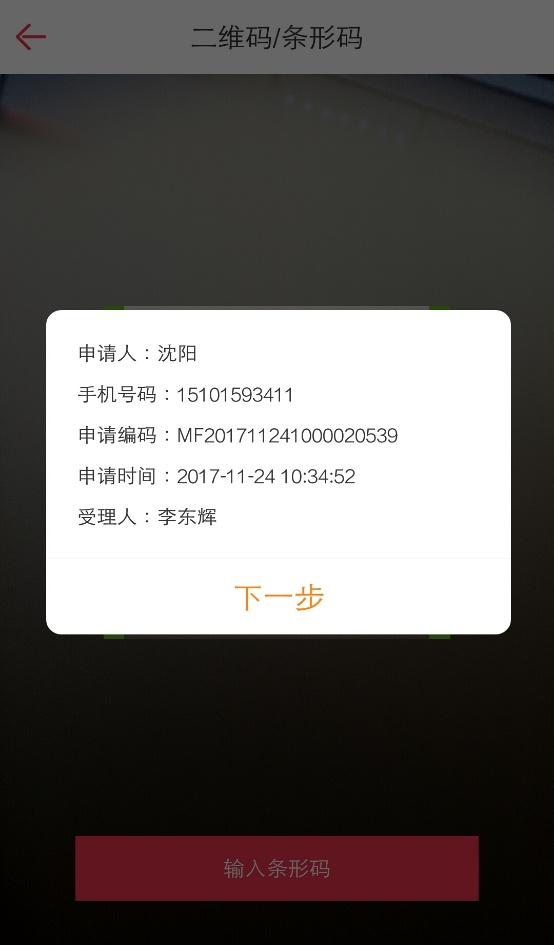 二维码/条形码
申请人：沈阳
手机号码：15101593411
申请编码：MF201711241000020539
申请时间：2017-11-24 10:34:52
受理人：李东辉
下一步
输入条形码